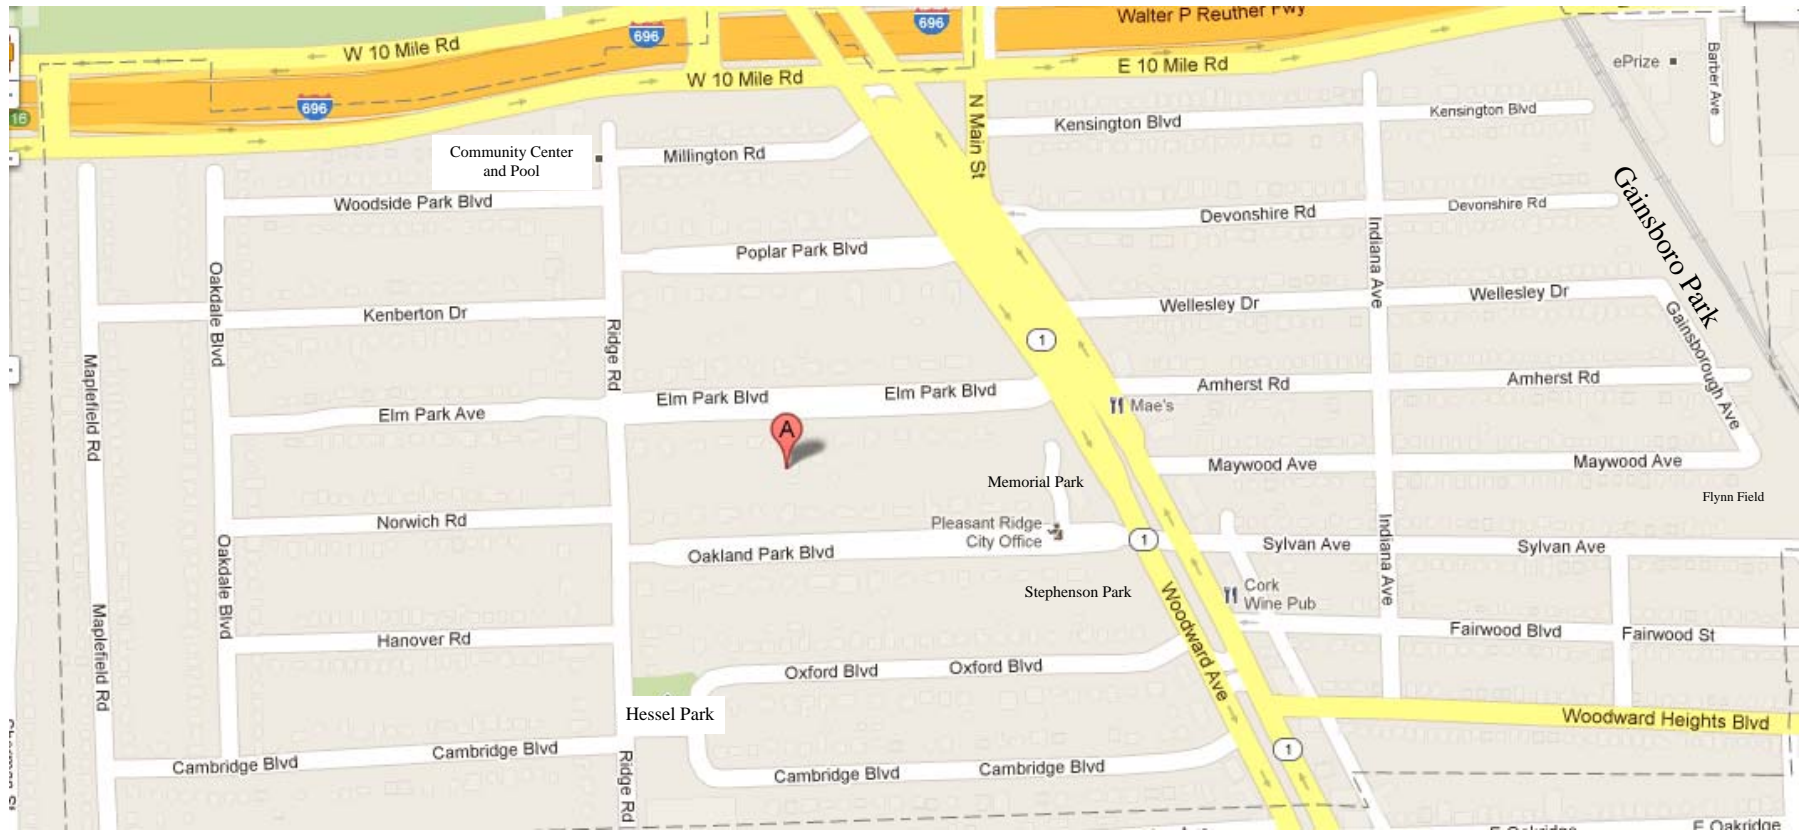 Walter P Reuther Fwy
696
696
W 10 Mile Rd
W 10 Mile Rd
E 10 Mile Rd
ePrize
Barber Ave
696
16
N Main St
Kensington Blvd
Kensington Blvd
Community Center
and Pool
Millington Rd
Woodside Park Blvd
Devonshire Rd
Devonshire Rd
Gainsboro Park
Indiana Ave
Poplar Park Blvd
Oakdale Blvd
Kenberton Dr
Wellesley Dr
Wellesley Dr
Gainsborough Ave
Ridge Rd
1
Maplefield Rd
Elm Park Blvd
Elm Park Blvd
Amherst Rd
Amherst Rd
Elm Park Ave
Mae's
A
Maywood Ave
Maywood Ave
Memorial Park
Flynn Field
Norwich Rd
Pleasant Ridge
City Office
Oakland Park Blvd
1
Sylvan Ave
Sylvan Ave
Indiana Ave
Oakdale Blvd
Stephenson Park
Cork
Wine Pub
Woodward Ave
Maplefield Rd
Hanover Rd
Fairwood Blvd
Fairwood St
Oxford Blvd
Oxford Blvd
Hessel Park
Woodward Heights Blvd
Cambridge Blvd
Cambridge Blvd
1
Ridge Rd
Cambridge Blvd
Cambridge Blvd
E Oakridge
E Oakridge